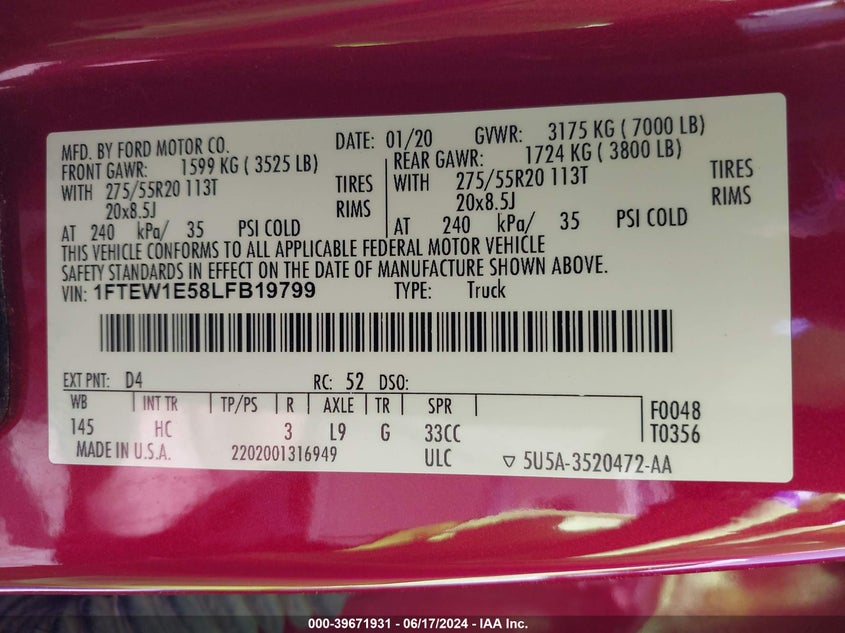 MFD. BY FORD MOTOR CO. DATE: 01/20 GVWR: 3175 KG ( 7000 LB)
FRONT GAWR: 1599 KG ( 3525 LB) REAR GAWR: 1724 KG ( 3800 LB)
WITH 275/55R20 113T TIRES WITH 275/55R20 113T TIRES
20x8.5J RIMS 20x8.5J RIMS
AT 240 kPa/ 35 PSI COLD AT 240 kPa/ 35 PSI COLD
THIS VEHICLE CONFORMS TO ALL APPLICABLE FEDERAL MOTOR VEHICLE
SAFETY STANDARDS IN EFFECT ON THE DATE OF MANUFACTURE SHOWN ABOVE.
VIN: 1FTEW1E58LFB19799 TYPE: Truck
EXT PNT: D4 RC: 52 DSO:
WB INT TR TP/PS R AXLE TR SPR F0048
145 HC 3 L9 G 33CC T0356
MADE IN U.S.A. 2202001316949 ULC ▽ 5U5A-3520472-AA
000-39671931 - 06/17/2024 - IAA Inc.